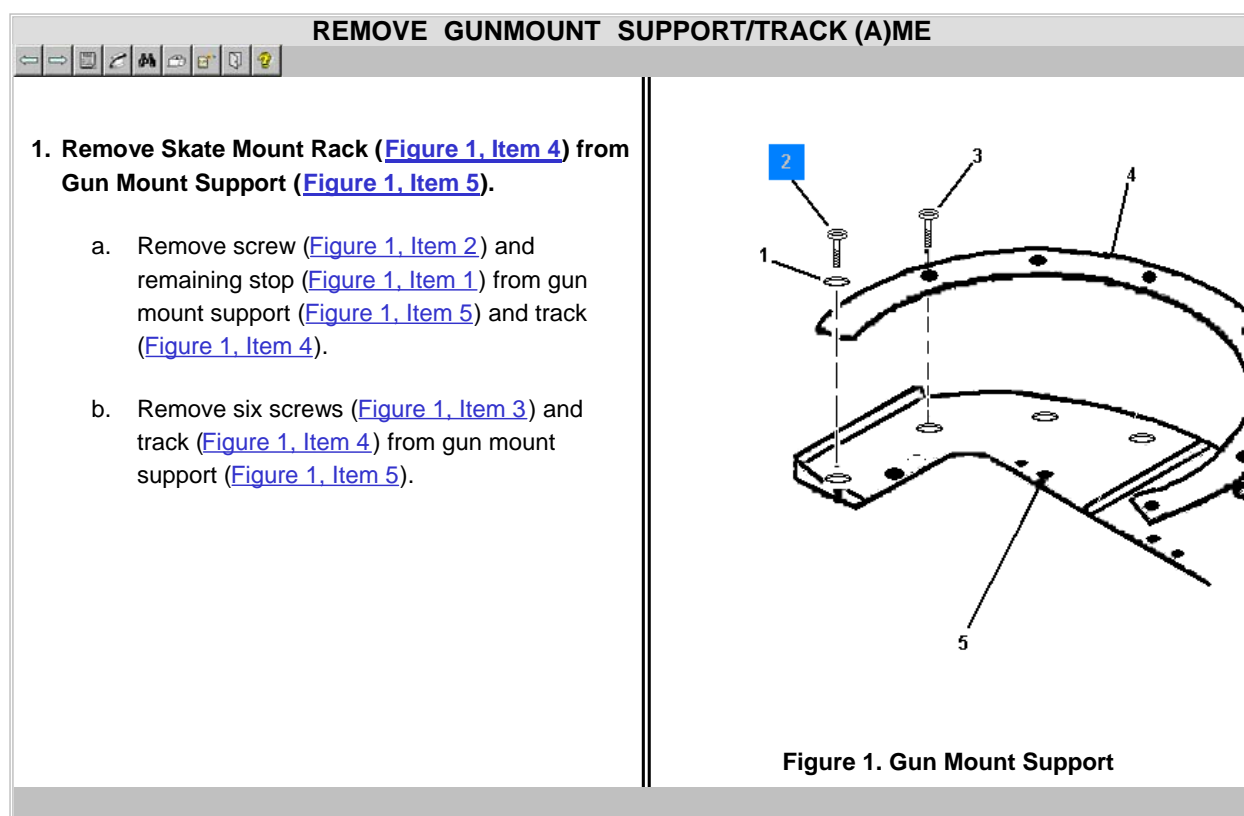 REMOVE GUNMOUNT SUPPORT/TRACK (A)ME
1. Remove Skate Mount Rack (Figure 1, Item 4) from
Gun Mount Support (Figure 1, Item 5).
a. Remove screw (Figure 1, Item 2) and
remaining stop (Figure 1, Item 1) from gun
mount support (Figure 1, Item 5) and track
(Figure 1, Item 4).
b. Remove six screws (Figure 1, Item 3) and
track (Figure 1, Item 4) from gun mount
support (Figure 1, Item 5).
2
3
4
1
5
Figure 1. Gun Mount Support